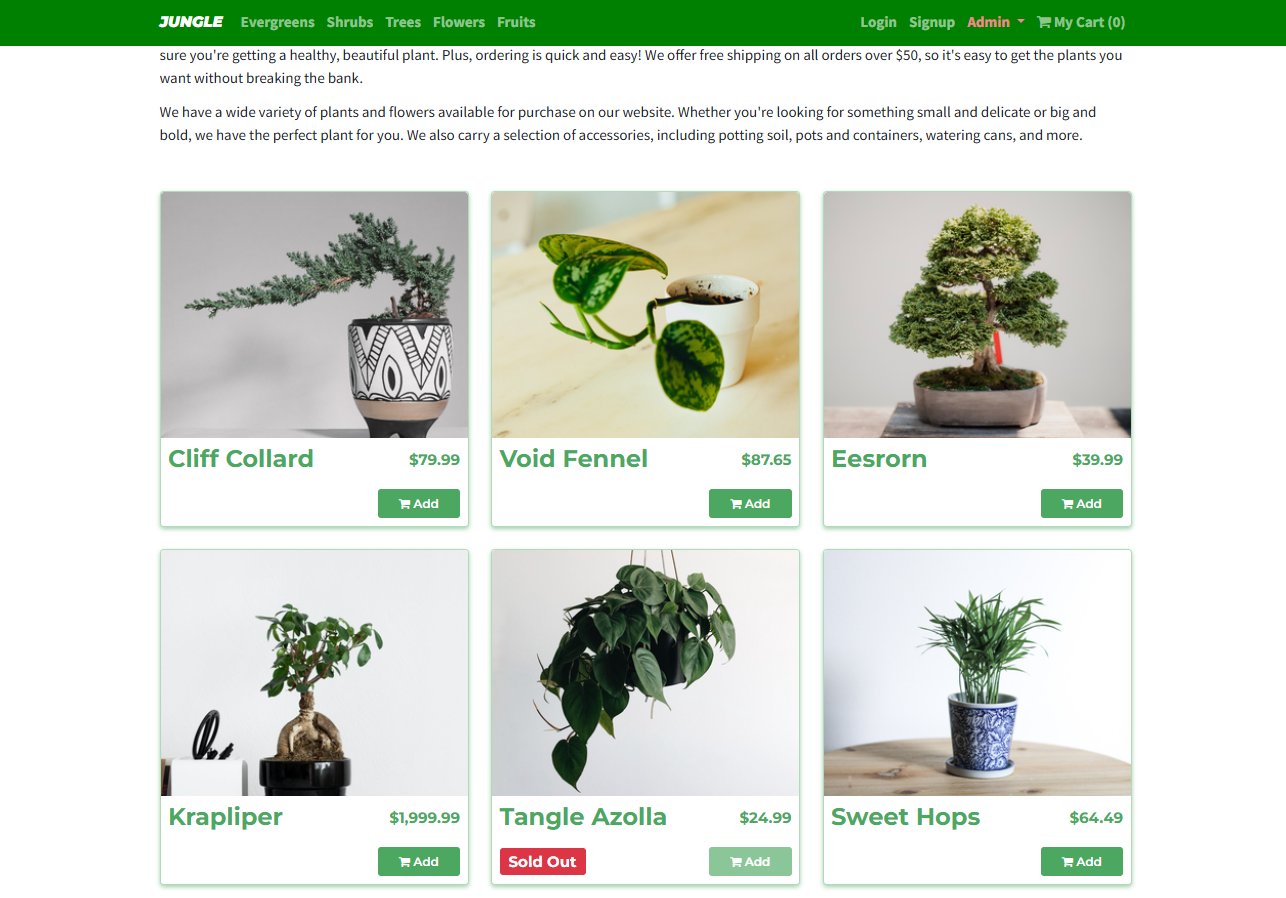 JUNGLE Evergreens Shrubs Trees Flowers Fruits Login Signup Admin My Cart (0)
sure you're getting a healthy, beautiful plant. Plus, ordering is quick and easy! We offer free shipping on all orders over $50, so it's easy to get the plants you
want without breaking the bank.
We have a wide variety of plants and flowers available for purchase on our website. Whether you're looking for something small and delicate or big and
bold, we have the perfect plant for you. We also carry a selection of accessories, including potting soil, pots and containers, watering cans, and more.
Cliff Collard $79.99
Add
Void Fennel $87.65
Add
Eesrorn $39.99
Add
Krapliper $1,999.99
Add
Tangle Azolla $24.99
Sold Out Add
Sweet Hops $64.49
Add